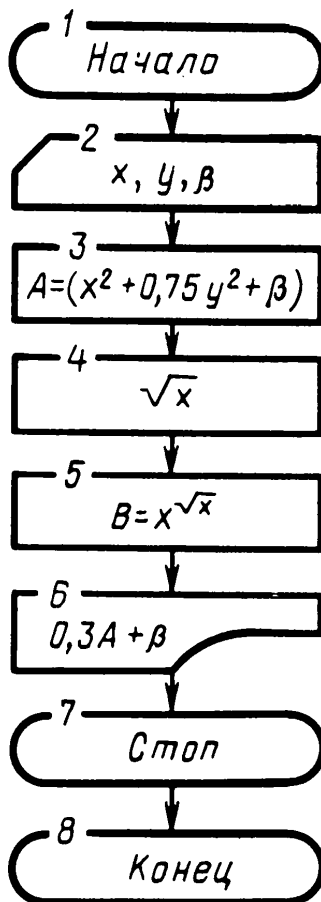 1
Начало
2
x, y, β
3
A=(x²+0,75y²+β)
4
√x
5
B=x^√x
6
0,3A+β
7
Стоп
8
Конец